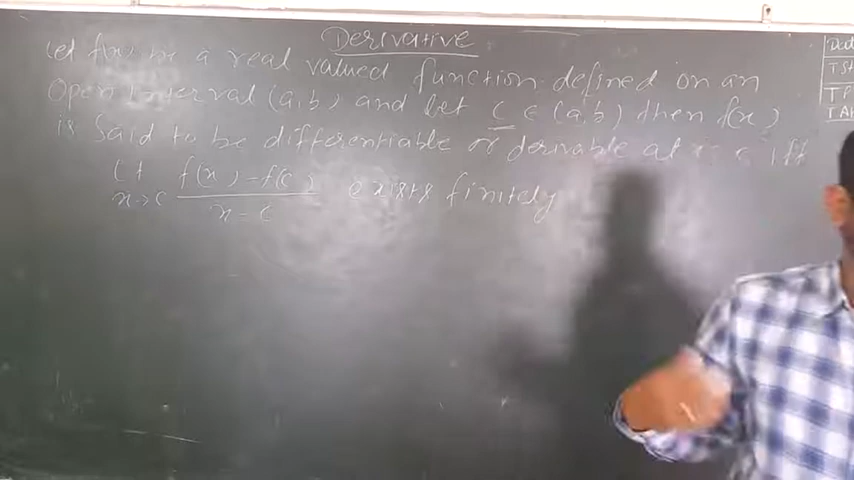 Derivative
Let f(x) be a real valued function defined on an
Open interval (a,b) and let c ∈ (a,b) then f(x)
is Said to be differentiable or derivable at x = c iff
Lt f(x) - f(c) exists finitely
x→c x - c